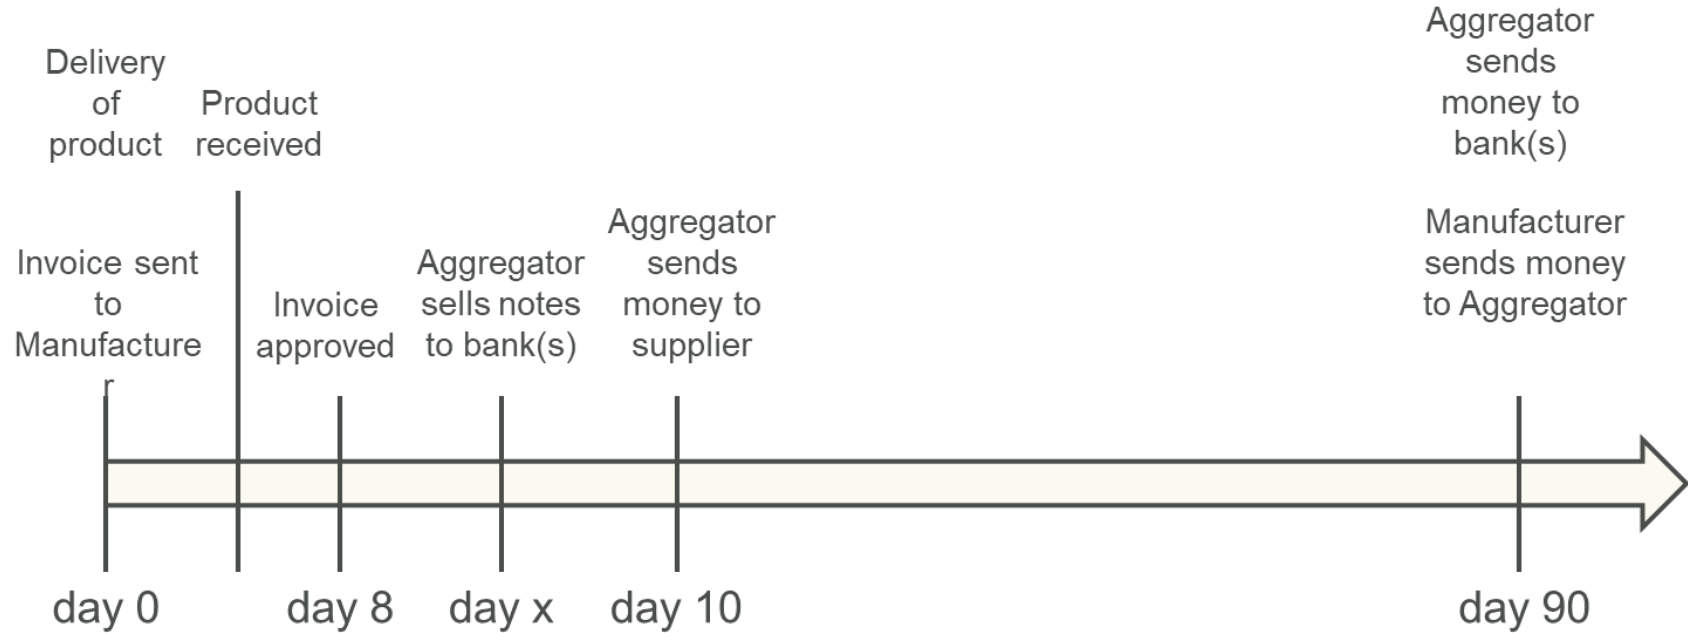 Delivery
of
product
Product
received
Invoice sent
to
Manufacture
r
Invoice
approved
Aggregator
sells notes
to bank(s)
Aggregator
sends
money to
supplier
Aggregator
sends
money to
bank(s)
Manufacturer
sends money
to Aggregator
day 0
day 8
day x
day 10
day 90